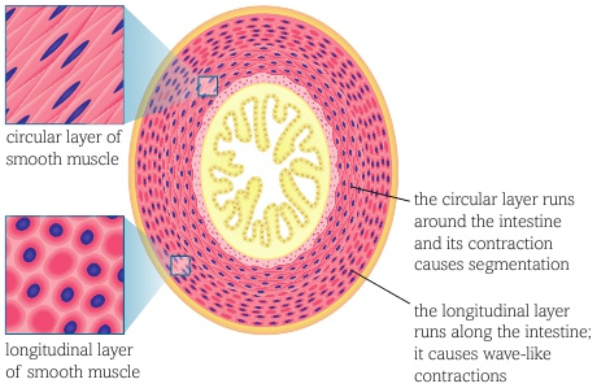 circular layer of
smooth muscle
the circular layer runs
around the intestine
and its contraction
causes segmentation
the longitudinal layer
runs along the intestine;
it causes wave-like
contractions
longitudinal layer
of smooth muscle